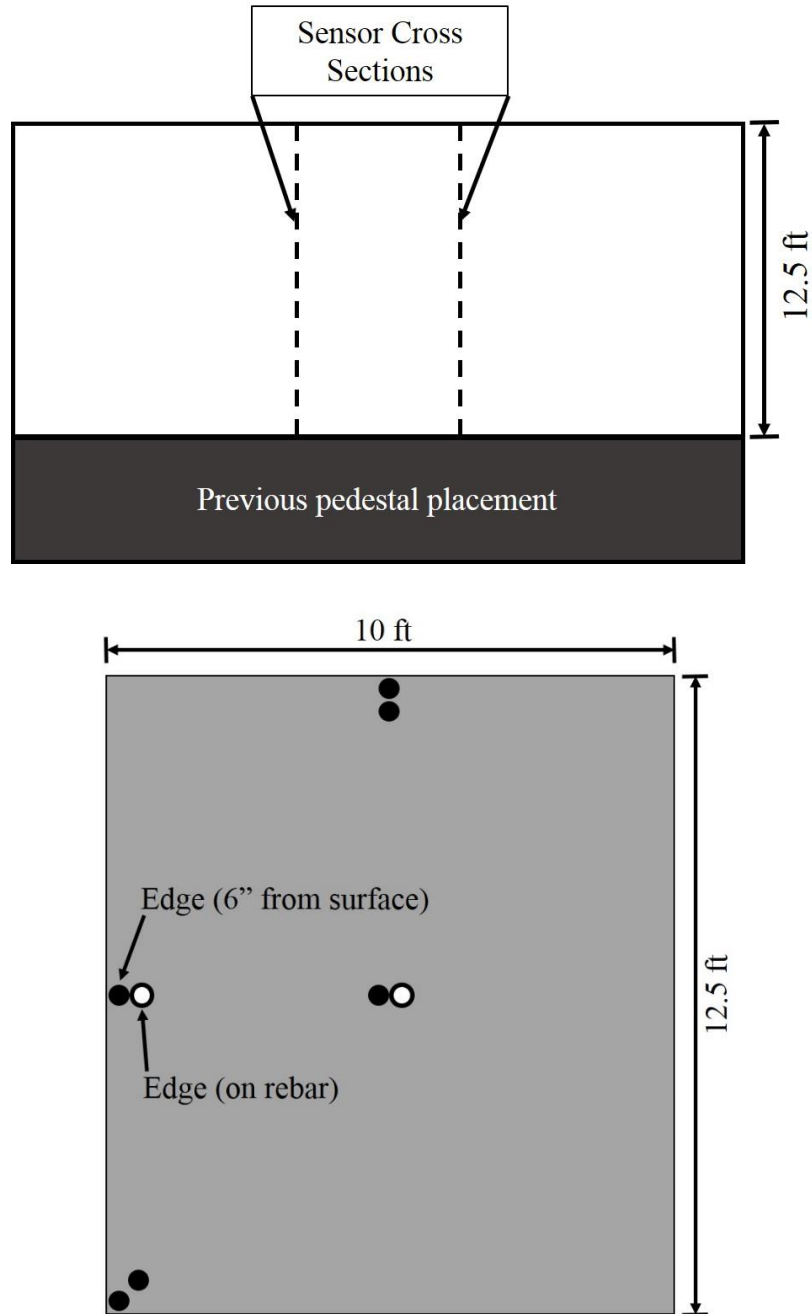 Sensor Cross
Sections
12.5 ft
Previous pedestal placement
10 ft
Edge (6” from surface)
12.5 ft
Edge (on rebar)